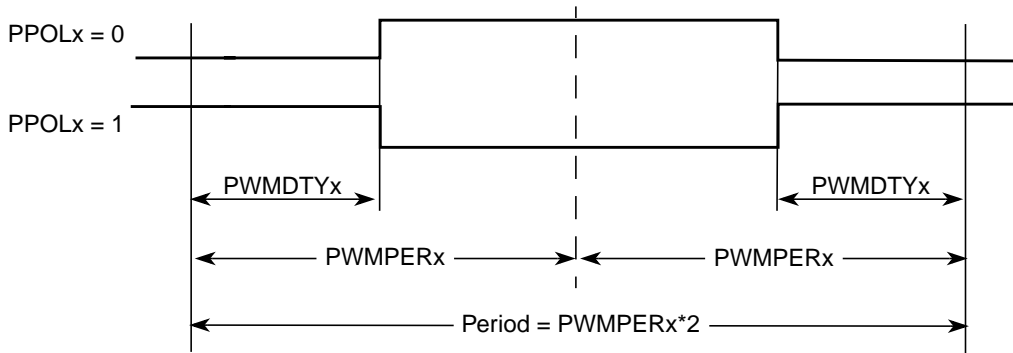 PPOLx = 0
PPOLx = 1
PWMDTYx
PWMDTYx
PWMPERx
PWMPERx
Period = PWMPERx*2